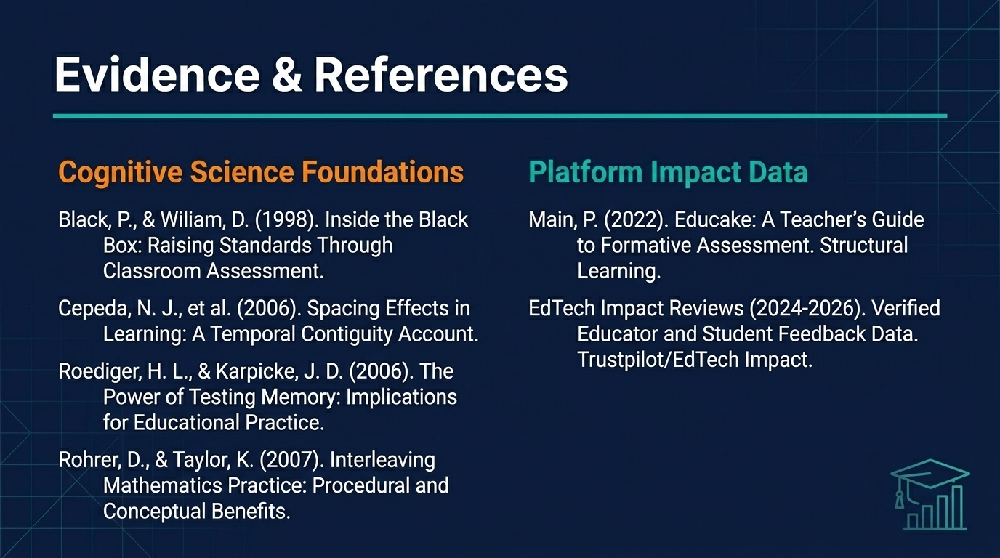 Evidence & References
Cognitive Science Foundations
Black, P., & Wiliam, D. (1998). Inside the Black
Box: Raising Standards Through
Classroom Assessment.
Cepeda, N. J., et al. (2006). Spacing Effects in
Learning: A Temporal Contiguity Account.
Roediger, H. L., & Karpicke, J. D. (2006). The
Power of Testing Memory: Implications
for Educational Practice.
Rohrer, D., & Taylor, K. (2007). Interleaving
Mathematics Practice: Procedural and
Conceptual Benefits.
Platform Impact Data
Main, P. (2022). Educake: A Teacher’s Guide
to Formative Assessment. Structural
Learning.
EdTech Impact Reviews (2024-2026). Verified
Educator and Student Feedback Data.
Trustpilot/EdTech Impact.